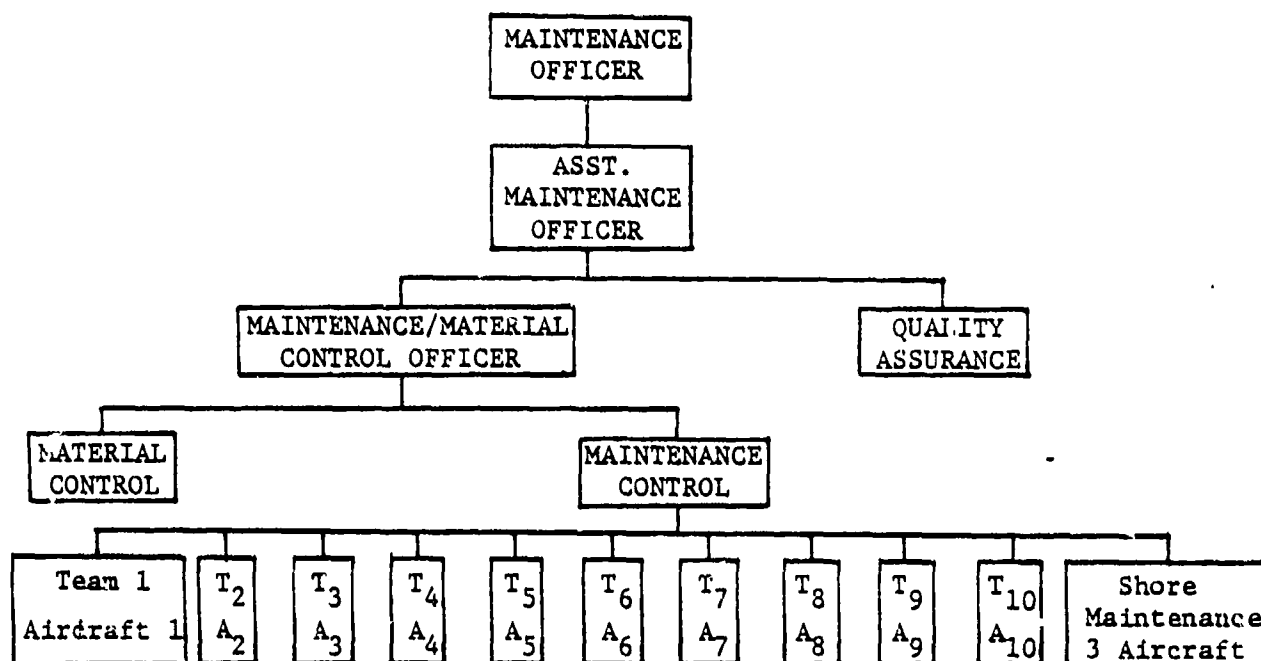 MAINTENANCE
OFFICER
ASST.
MAINTENANCE
OFFICER
MAINTENANCE/MATERIAL
CONTROL OFFICER
QUALITY
ASSURANCE
MATERIAL
CONTROL
MAINTENANCE
CONTROL
Team 1
Airdraft 1
T2
A2
T3
A3
T4
A4
T5
A5
T6
A6
T7
A7
T8
A8
T9
A9
T10
A10
Shore
Maintenance
3 Aircraft